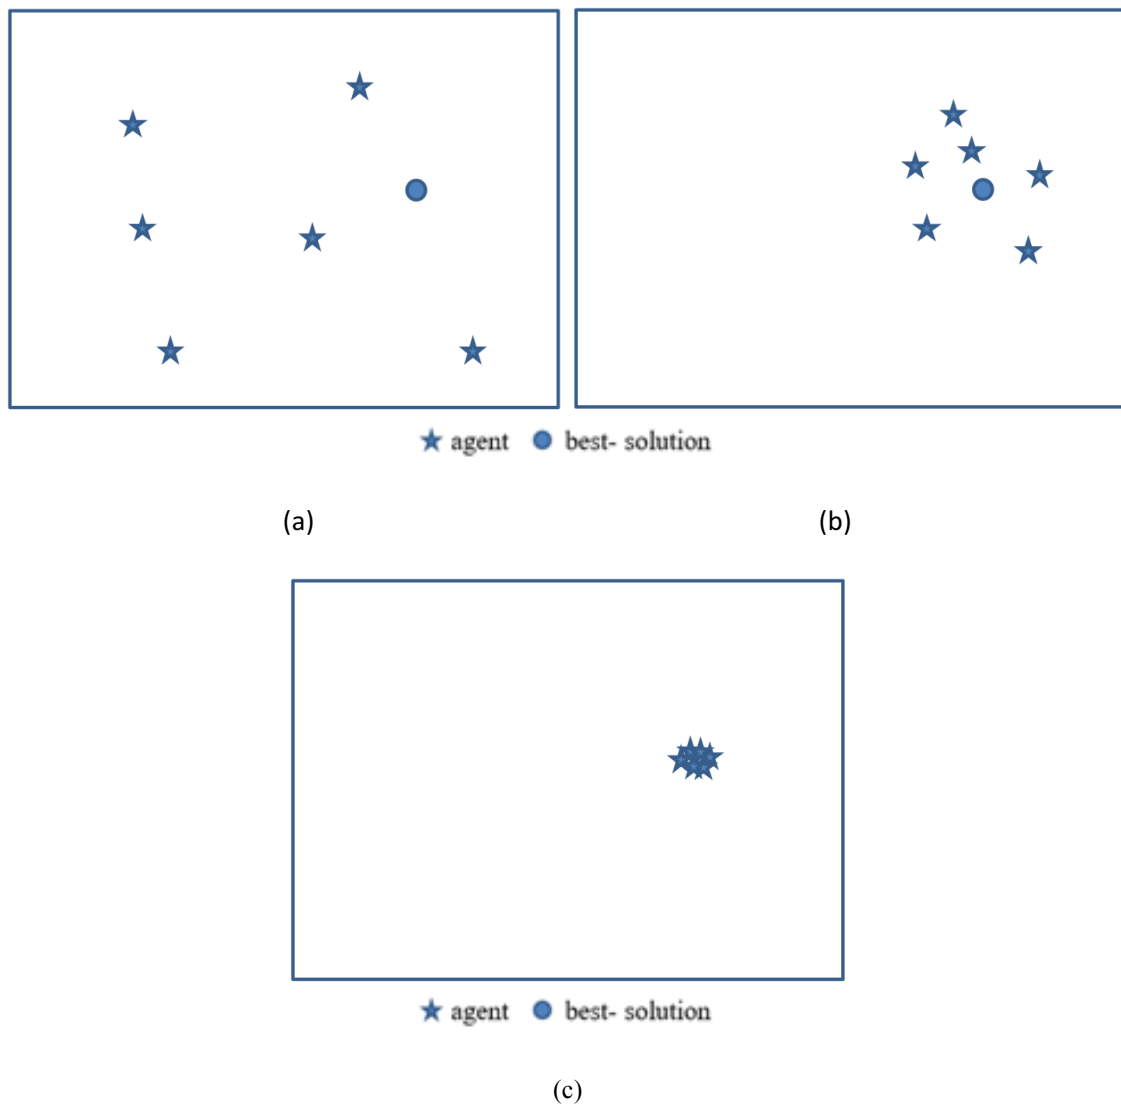 agent best- solution
(a) (b)
agent best- solution
(c)